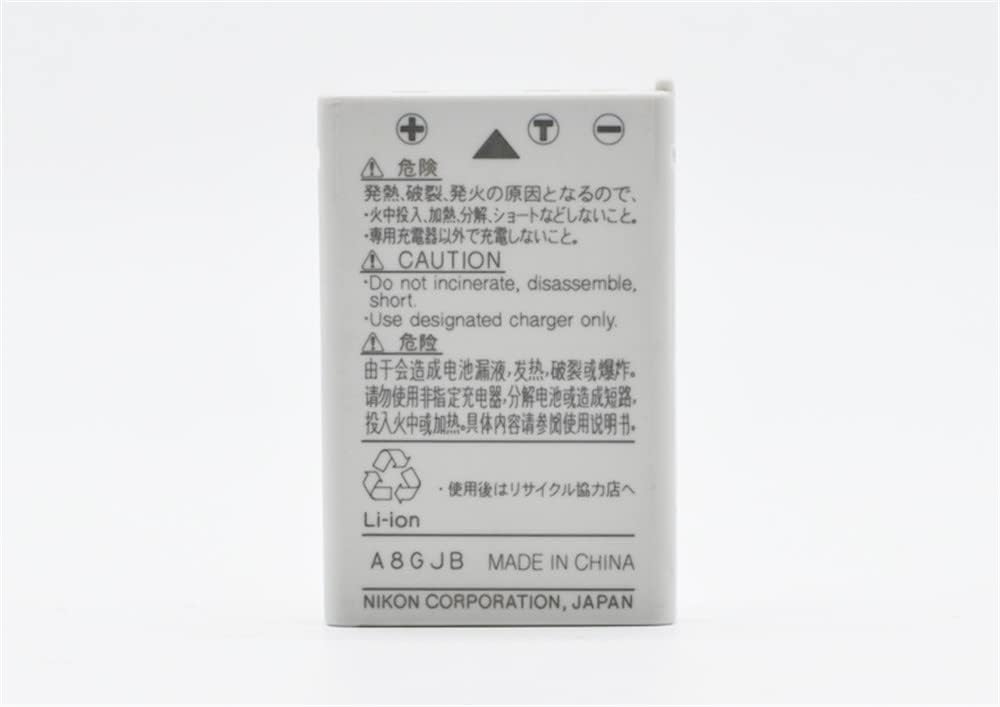 + T -
危険
発熱、破裂、発火の原因となるので、
・火中投入、加熱、分解、ショートなどしないこと。
・専用充電器以外で充電しないこと。
CAUTION
·Do not incinerate, disassemble,
short.
·Use designated charger only.
危险
由于会造成电池漏液,发热,破裂或爆炸。
请勿使用非指定充电器,分解电池或造成短路,
投入火中或加热。具体内容请参阅使用说明书。
・使用後はリサイクル協力店へ
Li-ion
A8GJB MADE IN CHINA
NIKON CORPORATION, JAPAN